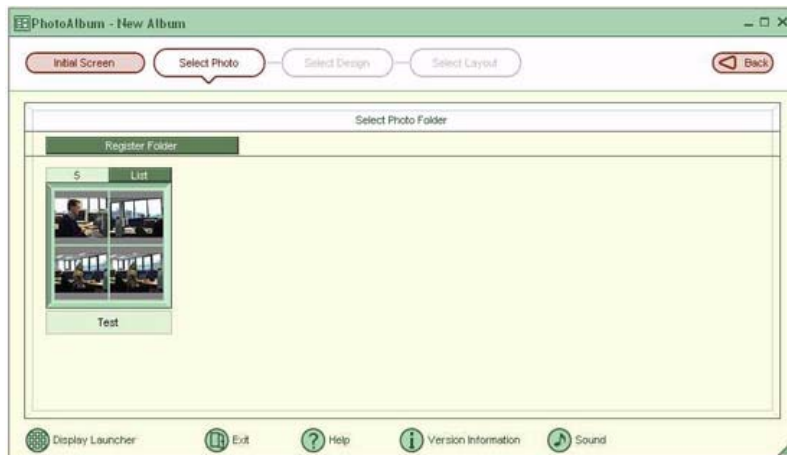 PhotoAlbum - New Album
Initial Screen
Select Photo
Select Design
Select Layout
Back
Select Photo Folder
Register Folder
5 List
Test
Display Launcher
Exit
Help
Version Information
Sound